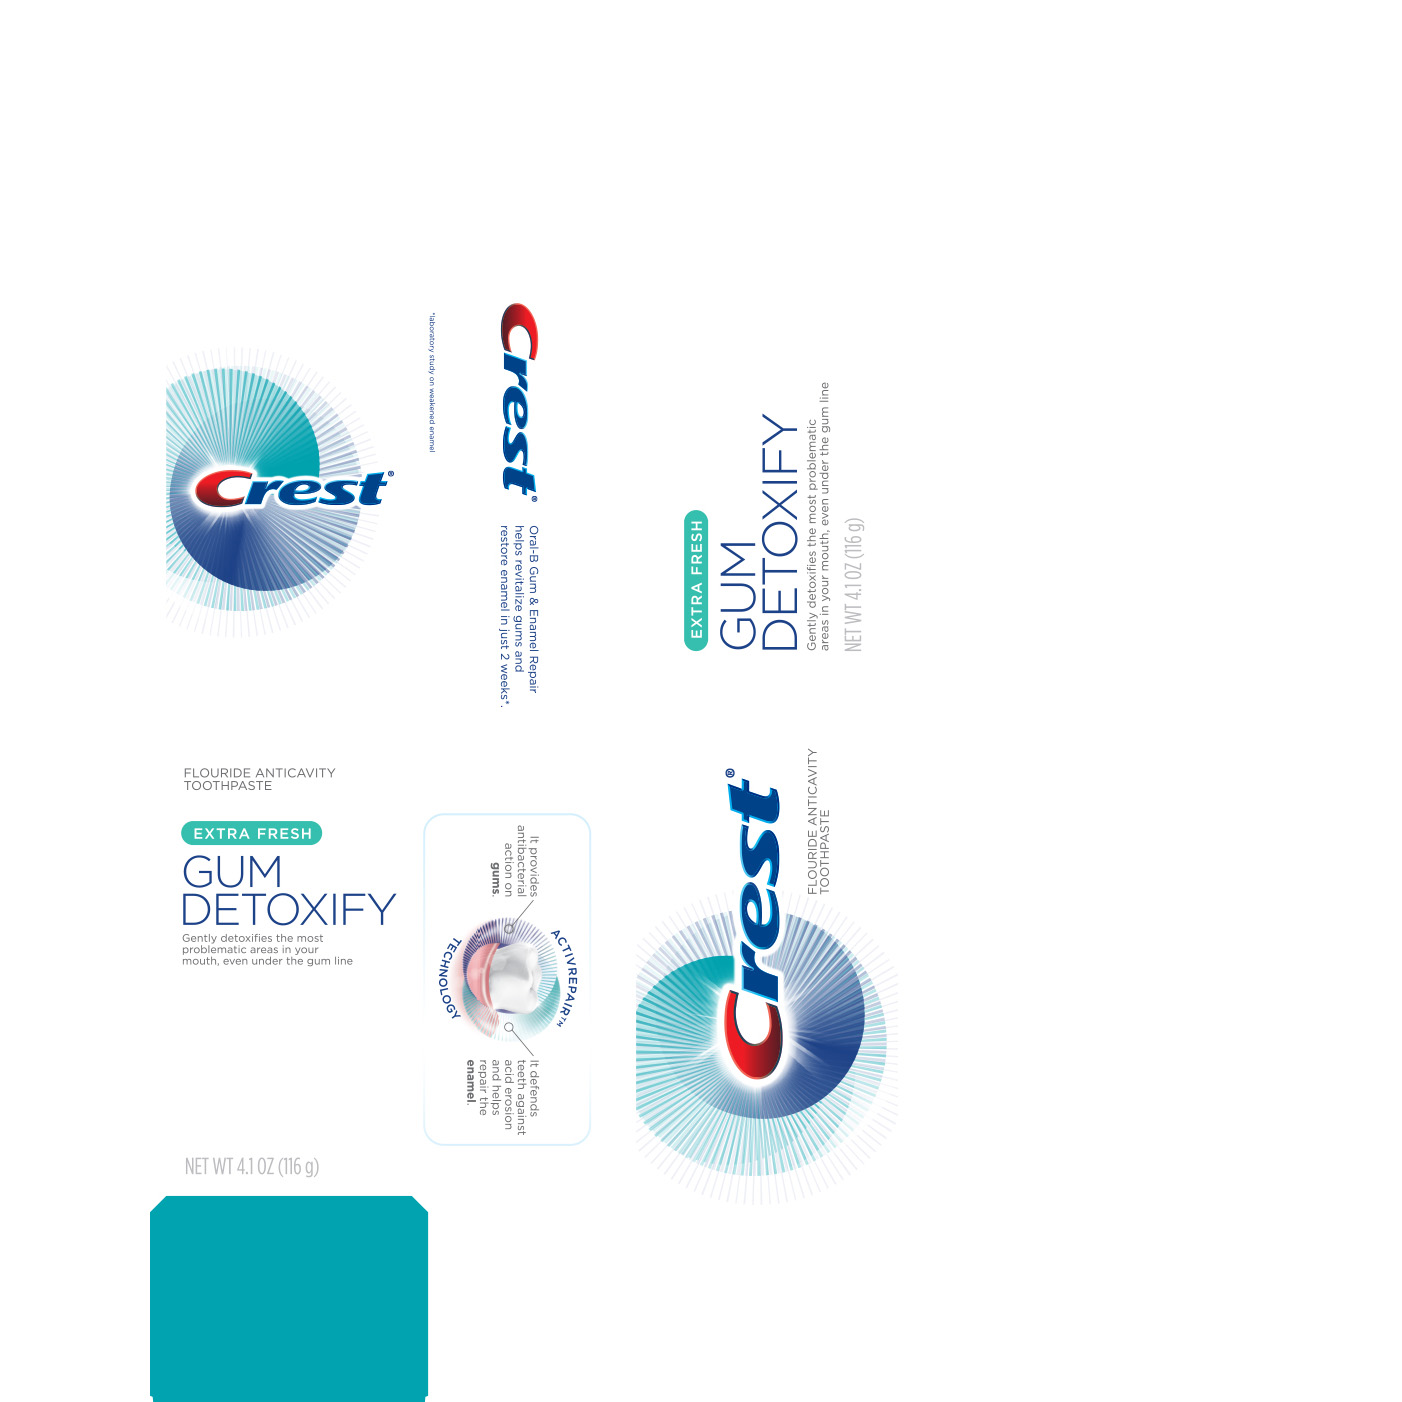 Crest®
FLOURIDE ANTICAVITY
TOOTHPASTE
EXTRA FRESH
GUM
DETOXIFY
Gently detoxifies the most
problematic areas in your
mouth, even under the gum line
NET WT 4.1 OZ (116 g)
*laboratory study on weakened enamel
Crest®
Oral-B Gum & Enamel Repair
helps revitalize gums and
restore enamel in just 2 weeks*.
It provides
antibacterial
action on
gums.
ACTIVREPAIR™
TECHNOLOGY
It defends
teeth against
acid erosion
and helps
repair the
enamel.
EXTRA FRESH
GUM
DETOXIFY
Gently detoxifies the most problematic
areas in your mouth, even under the gum line
NET WT 4.1 OZ (116 g)
Crest®
FLOURIDE ANTICAVITY
TOOTHPASTE